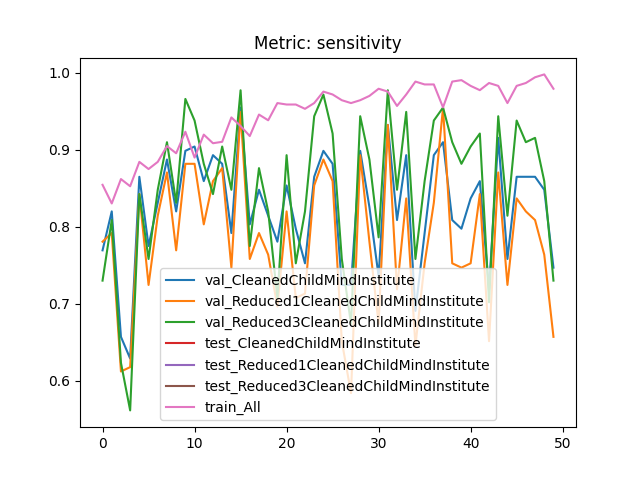 Metric: sensitivity
1.0
0.9
0.8
0.7
0.6
val_CleanedChildMindInstitute
val_Reduced1CleanedChildMindInstitute
val_Reduced3CleanedChildMindInstitute
test_CleanedChildMindInstitute
test_Reduced1CleanedChildMindInstitute
test_Reduced3CleanedChildMindInstitute
train_All
0 10 20 30 40 50